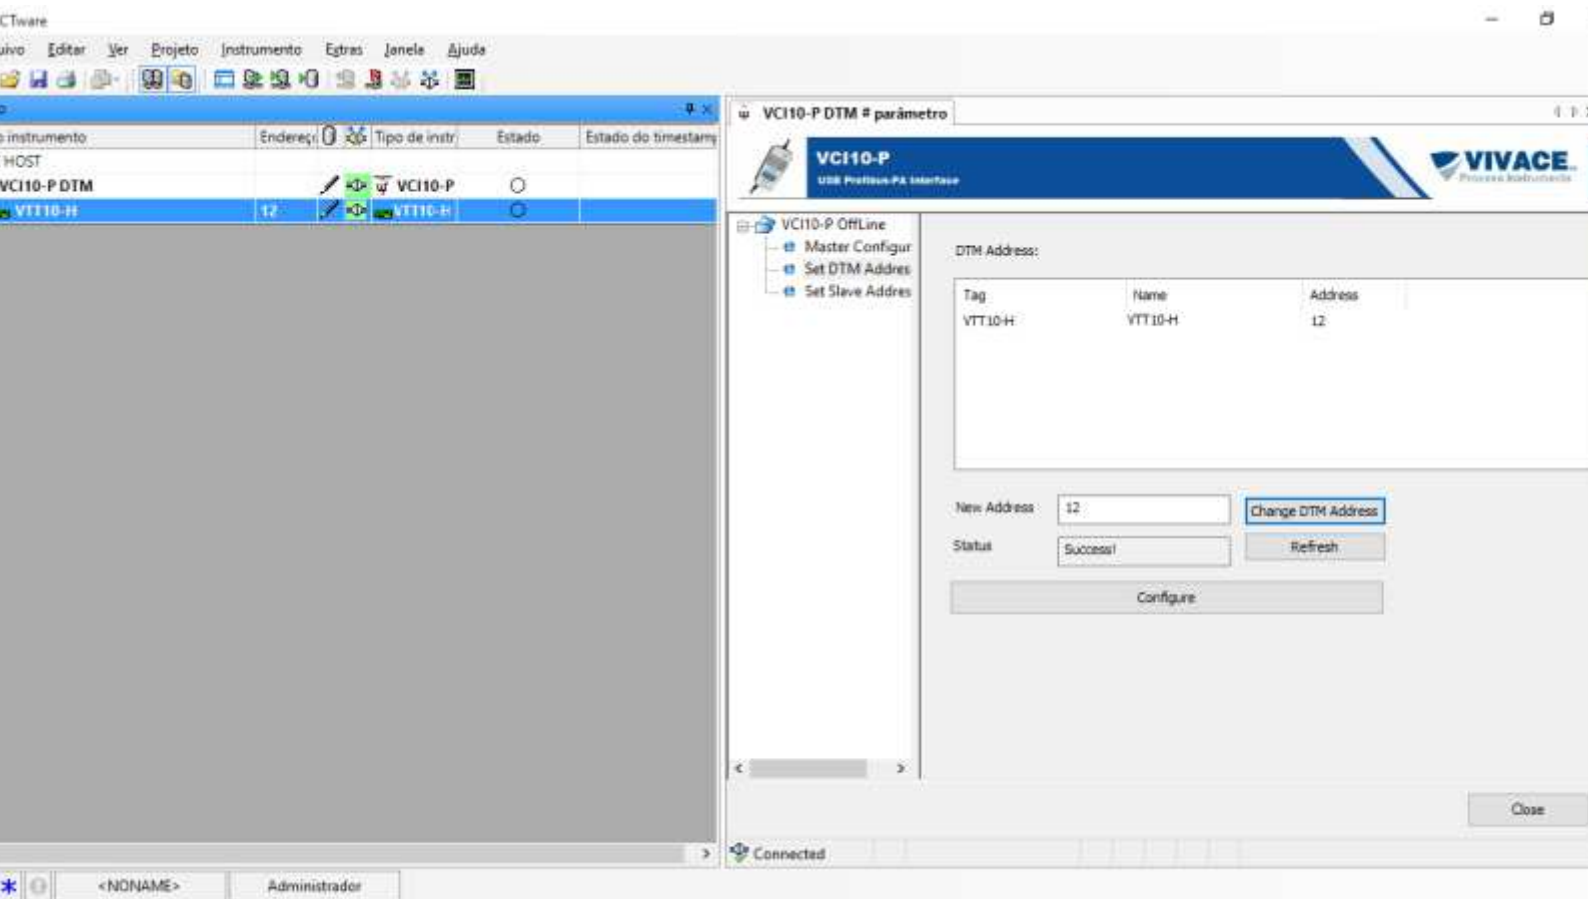 CTware
uivo Editar Ver Projeto Instrumento Extras Janela Ajuda
o instrumento Endereç Tipo de instr Estado Estado do timestamp
HOST
VCI10-P DTM VCI10-P
VTT10-H 12 VTT10-H
VCI10-P DTM # parâmetro
VCI10-P
USB Profibus-PA Interface
VIVACE
Process Instruments
VCI10-P OffLine
Master Configur
Set DTM Addres
Set Slave Addres
DTM Address:
Tag Name Address
VTT10-H VTT10-H 12
New Address 12 Change DTM Address
Status Success! Refresh
Configure
Close
Connected
<NONAME> Administrador